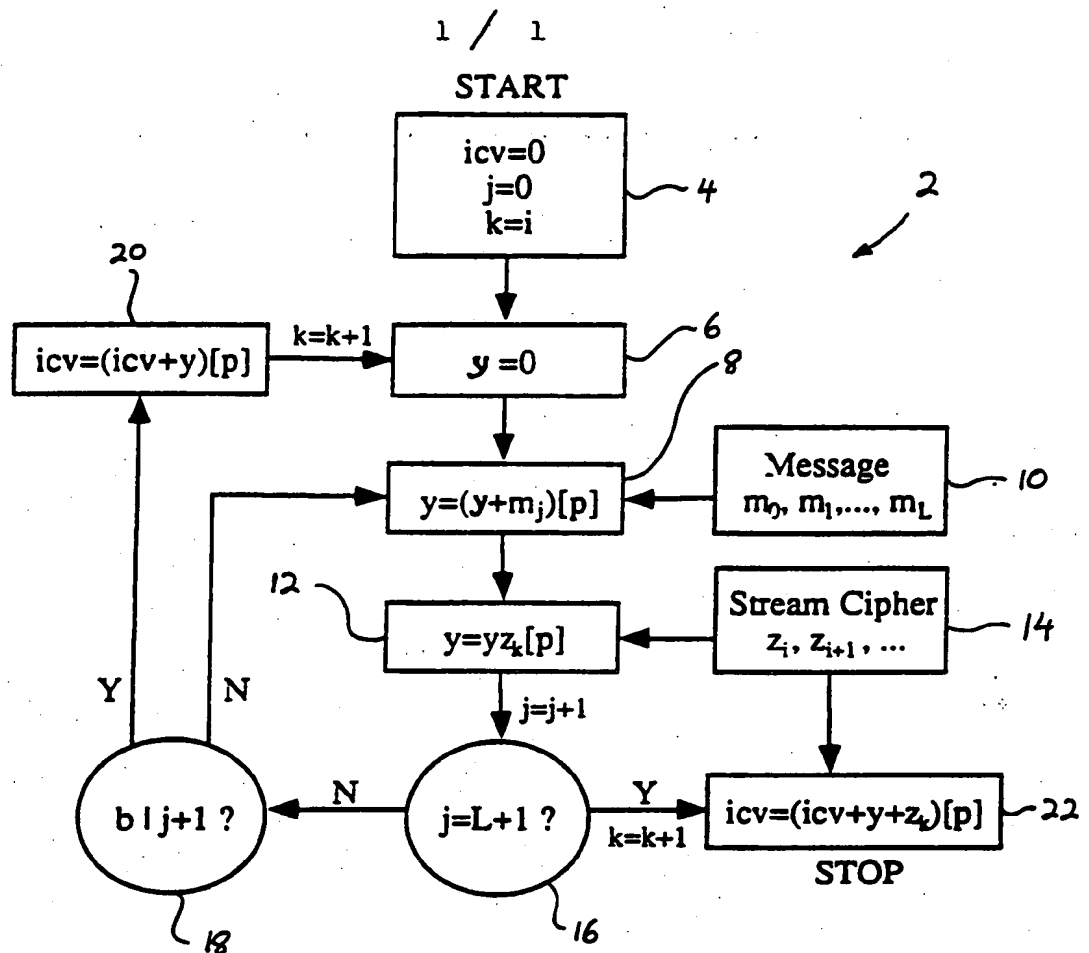 1 / 1
START
icv=0
j=0
k=i
4
2
20
icv=(icv+y)[p]
k=k+1
y =0
6
8
y=(y+mⱼ)[p]
Message
m₀, m₁,...., m_L
10
12
y=yzₖ[p]
Stream Cipher
zᵢ, zᵢ₊₁ , ...
14
Y
N
j=j+1
b | j+1 ?
N
j=L+1 ?
Y
k=k+1
icv=(icv+y+zₖ)[p]
22
STOP
18
16